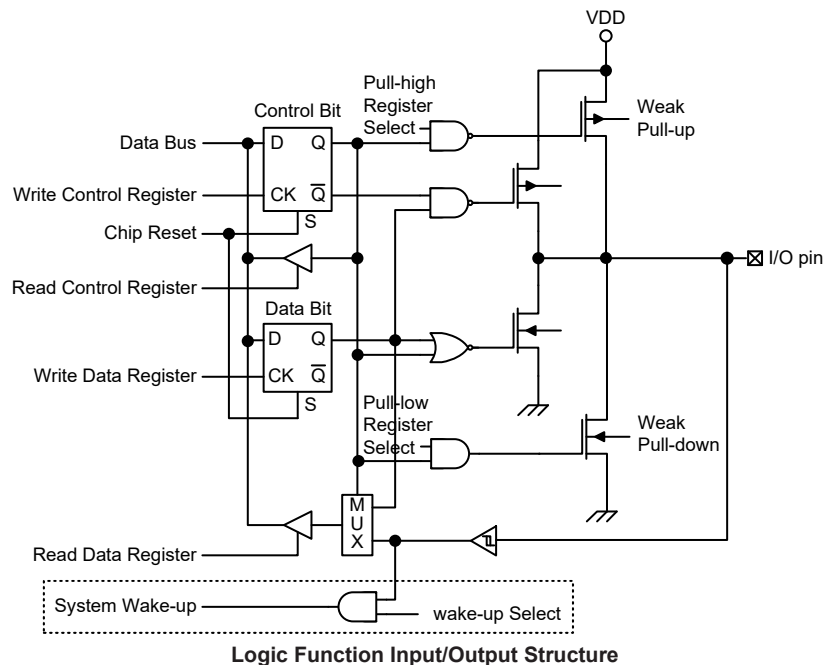 VDD
Pull-high
Register
Select
Control Bit
Weak
Pull-up
Data Bus
D
Q
Write Control Register
CK
Q
S
Chip Reset
I/O pin
Read Control Register
Data Bit
D
Q
Write Data Register
CK
Q
S
Pull-low
Register
Select
Weak
Pull-down
M
U
X
Read Data Register
System Wake-up
wake-up Select
Logic Function Input/Output Structure